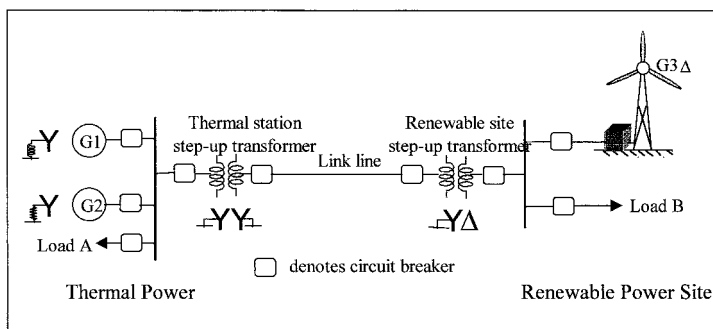 G3 Δ
Thermal station
step-up transformer
Renewable site
step-up transformer
Link line
G1
G2
Load A
Load B
Y
Y
YY
YΔ
denotes circuit breaker
Thermal Power
Renewable Power Site